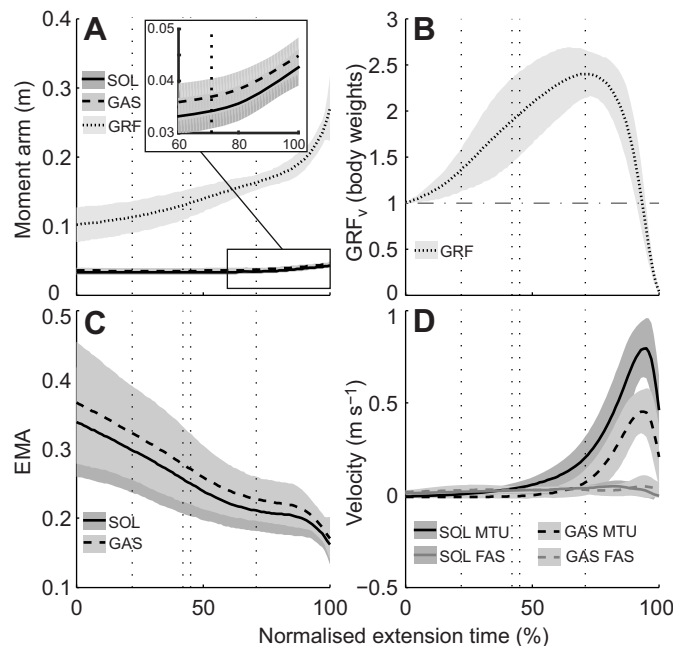 A
B
0.4
0.3
0.2
0.1
0
Moment arm (m)
SOL
GAS
GRF
0.05
0.04
0.03
60
80
100
3
2.5
2
1.5
1
0.5
0
GRFv (body weights)
GRF
C
D
0.5
0.4
0.3
0.2
0.1
EMA
SOL
GAS
0
50
100
1
0.5
0
−0.5
Velocity (m s−1)
SOL MTU
GAS MTU
SOL FAS
GAS FAS
0
50
100
Normalised extension time (%)